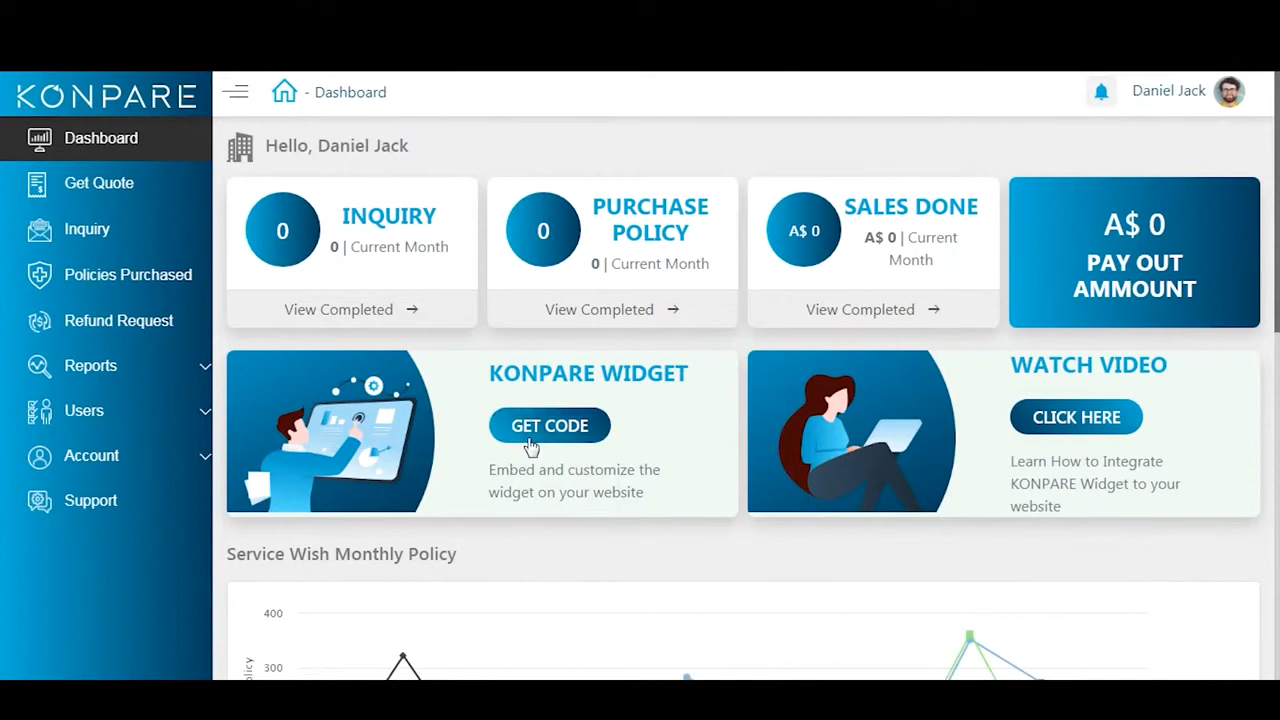 KONPARE
- Dashboard
Daniel Jack
Dashboard
Get Quote
Inquiry
Policies Purchased
Refund Request
Reports
Users
Account
Support
Hello, Daniel Jack
0
INQUIRY
0 | Current Month
View Completed →
0
PURCHASE
POLICY
0 | Current Month
View Completed →
A$ 0
SALES DONE
A$ 0 | Current
Month
View Completed →
A$ 0
PAY OUT
AMMOUNT
KONPARE WIDGET
GET CODE
Embed and customize the
widget on your website
WATCH VIDEO
CLICK HERE
Learn How to Integrate
KONPARE Widget to your
website
Service Wish Monthly Policy
400
300